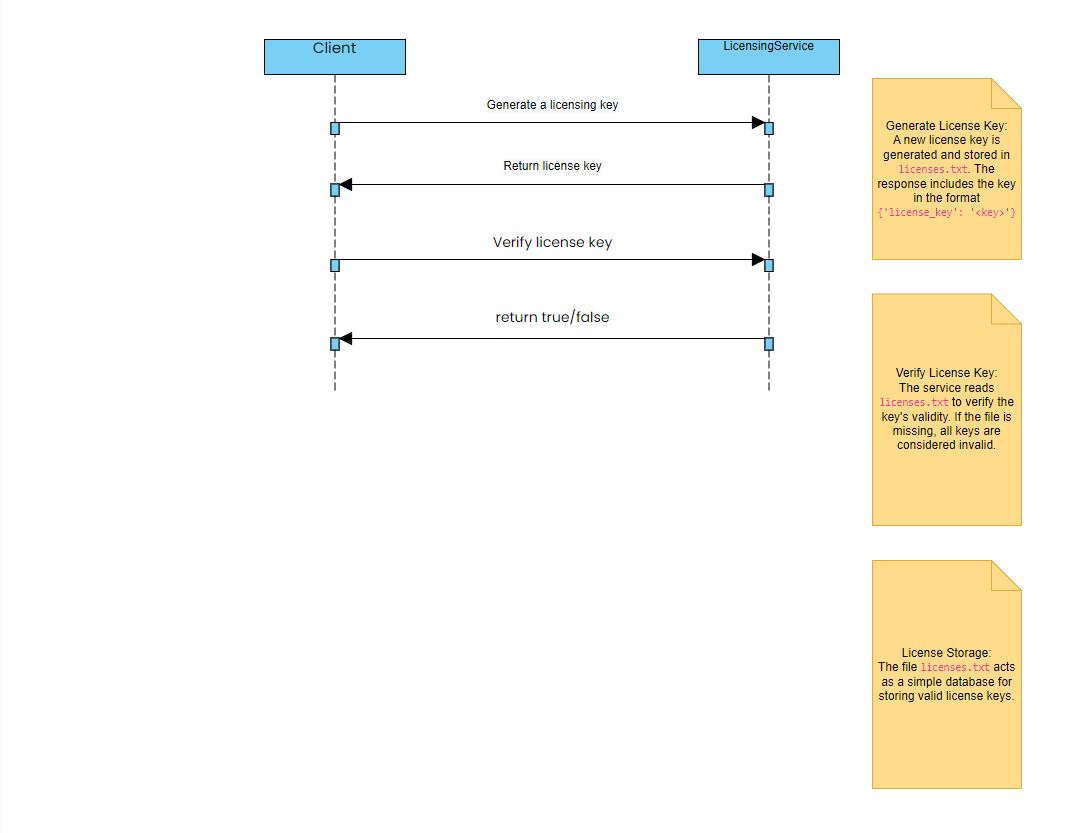 Client
LicensingService
Generate a licensing key
Return license key
Verify license key
return true/false
Generate License Key:
A new license key is
generated and stored in
licenses.txt. The
response includes the key
in the format
{'license_key': '<key>'}
Verify License Key:
The service reads
licenses.txt to verify the
key's validity. If the file is
missing, all keys are
considered invalid.
License Storage:
The file licenses.txt acts
as a simple database for
storing valid license keys.